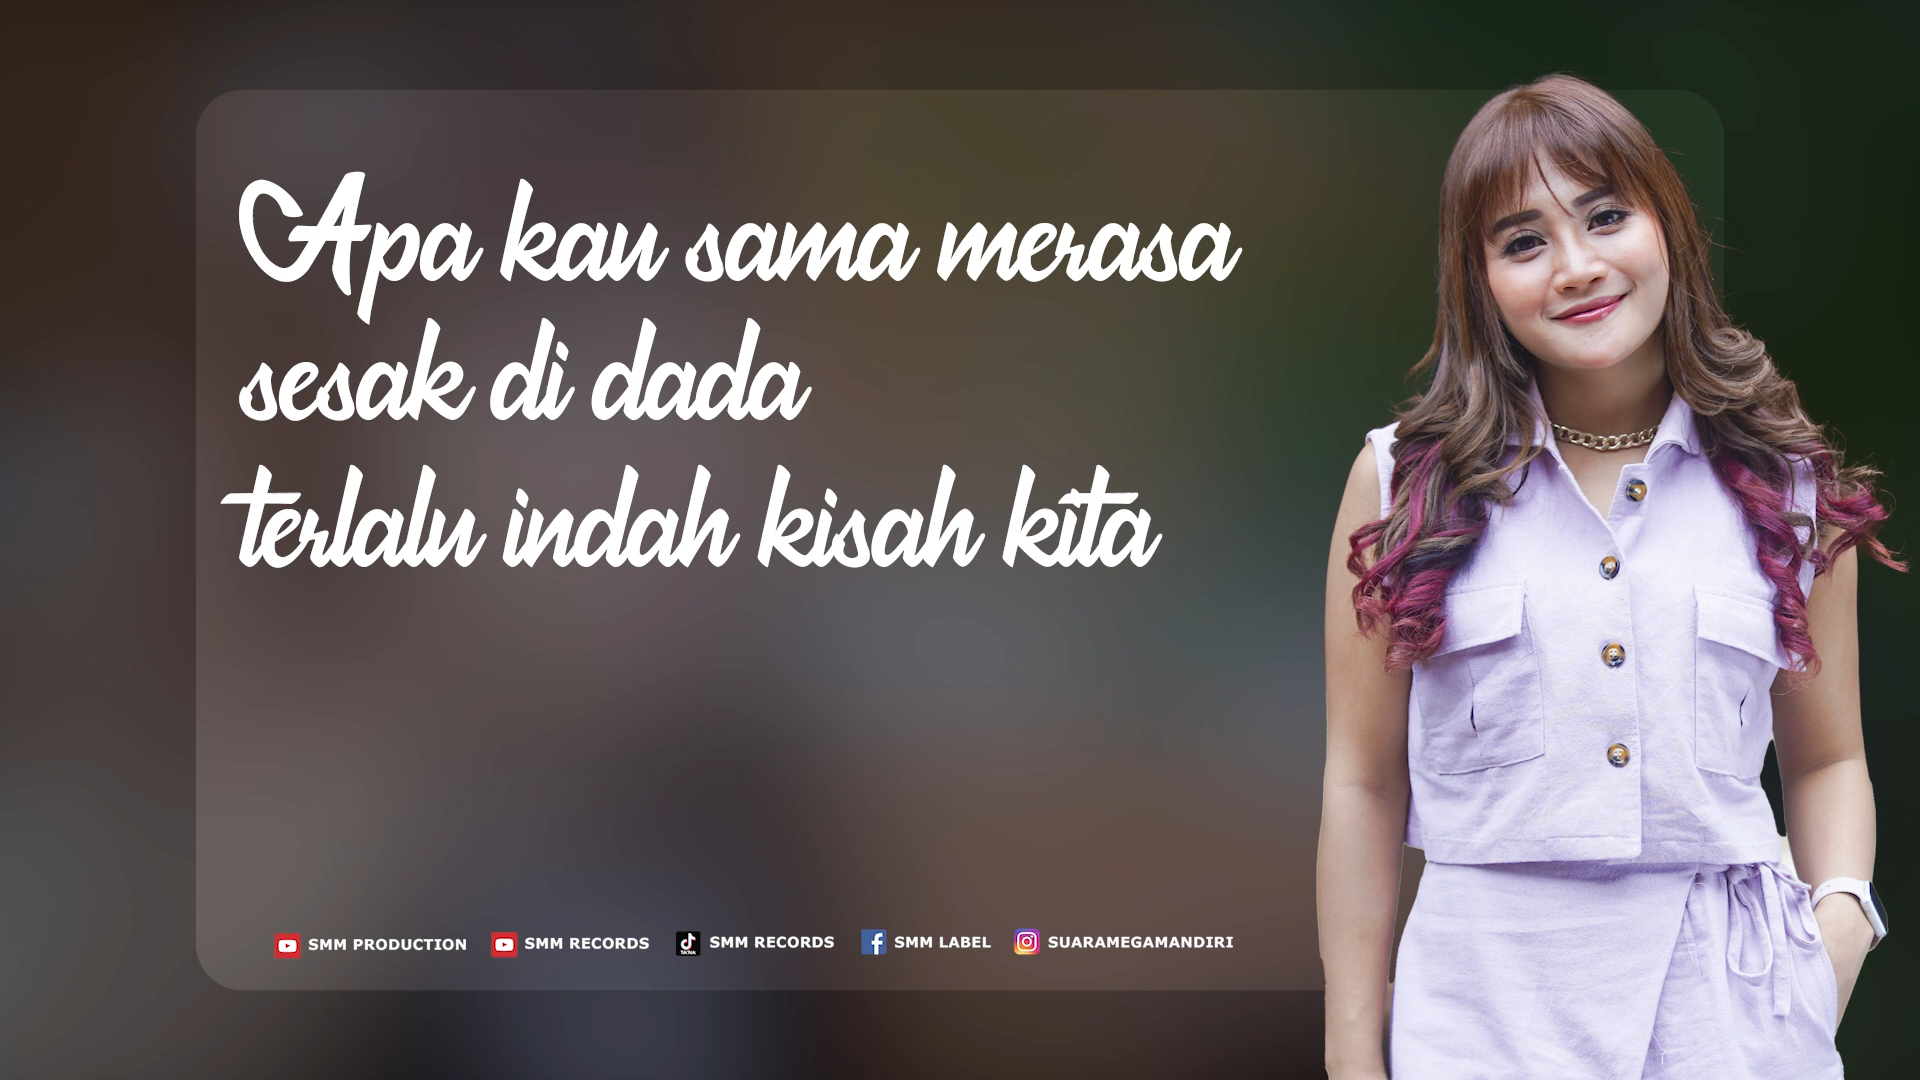 Apa kau sama merasa
sesak di dada
terlalu indah kisah kita
SMM PRODUCTION SMM RECORDS TikTok SMM RECORDS SMM LABEL SUARAMEGAMANDIRI